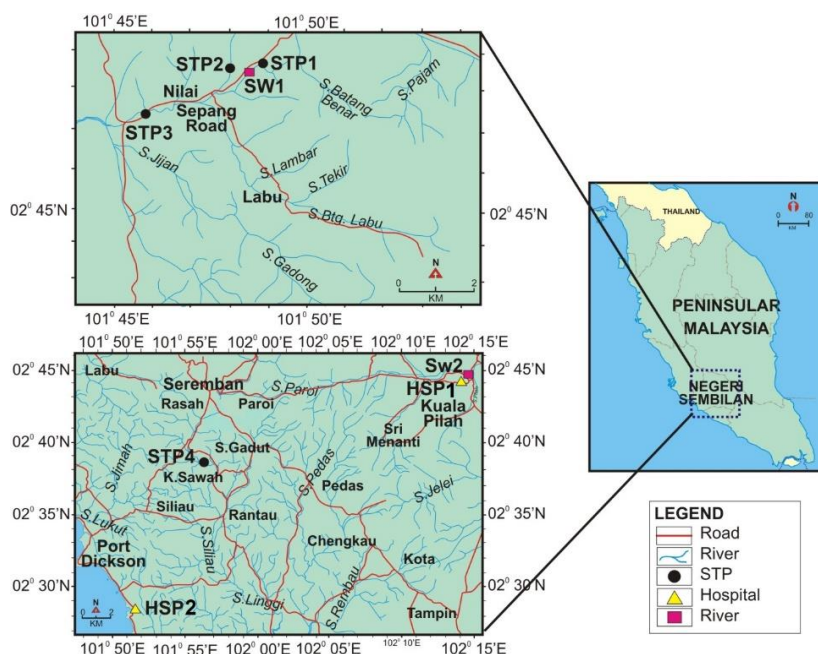 101° 45'E
101° 50'E
STP2
STP1
SW1
S.Batang
Benar
S.Pajam
Nilai
Sepang
Road
STP3
S.Jijan
S.Lambar
S.Tekir
Labu
S.Btg. Labu
S.Gadong
02° 45'N
02° 45'N
N
0 2
KM
101° 45'E
101° 50'E
101° 50'E
101° 55'E
102° 00'E
102° 05'E
102° 10'E
102° 15'E
02° 45'N
02° 40'N
02° 35'N
02° 30'N
Labu
Seremban
Rasah
Paroi
S.Paroi
Sw2
HSP1
Kuala
Pilah
Sri
Menanti
S.Jimah
STP4
S.Gadut
K.Sawah
S.Pedas
Pedas
S.Jelei
Siliau
S.Lukut
Rantau
S.Siliau
Port
Dickson
Chengkau
Kota
HSP2
S.Linggi
S.Rembau
Tampin
N
0 2
KM
02° 45'N
02° 40'N
02° 35'N
02° 30'N
101° 50'E
101° 55'E
102° 00'E
102° 05'E
102° 10'E
102° 15'E
THAILAND
N
0 80
KM
PENINSULAR
MALAYSIA
NEGERI
SEMBILAN
LEGEND
Road
River
STP
Hospital
River